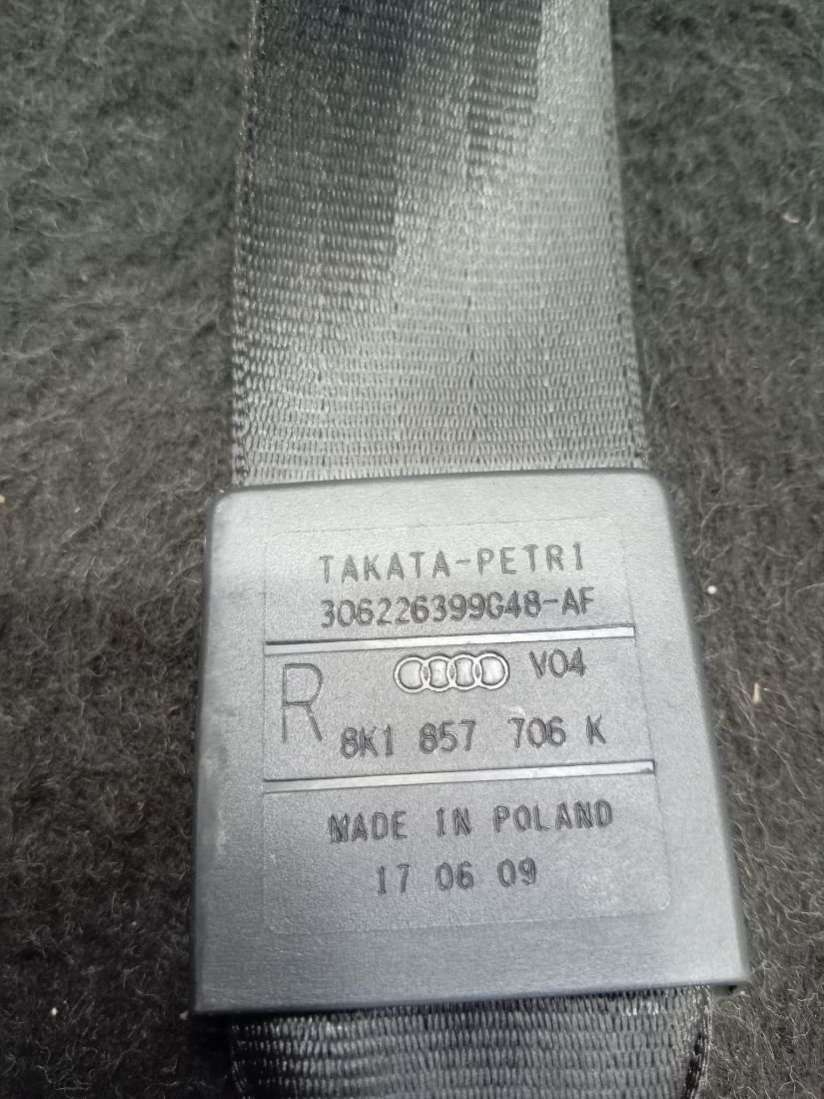 TAKATA-PETRI
306226399G48-AF
R V04
8K1 857 706 K
MADE IN POLAND
17 06 09